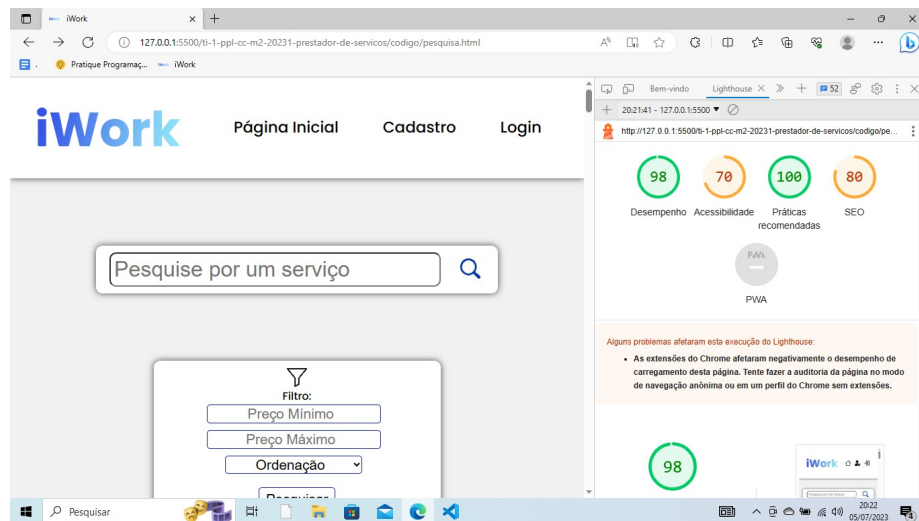 iWork
127.0.0.1:5500/ti-1-ppl-cc-m2-20231-prestador-de-servicos/codigo/pesquisa.html
Pratique Programaç...
iWork
iWork
Página Inicial
Cadastro
Login
Pesquise por um serviço
Filtro:
Preço Mínimo
Preço Máximo
Ordenação
Bem-vindo
Lighthouse
52
20:21:41 - 127.0.0.1:5500
http://127.0.0.1:5500/ti-1-ppl-cc-m2-20231-prestador-de-servicos/codigo/pe...
98
70
100
80
Desempenho
Acessibilidade
Práticas
recomendadas
SEO
PWA
PWA
Alguns problemas afetaram esta execução do Lighthouse:
As extensões do Chrome afetaram negativamente o desempenho de
carregamento desta página. Tente fazer a auditoria da página no modo
de navegação anônima ou em um perfil do Chrome sem extensões.
98
iWork
Pesquisar
20:22
05/07/2023
4